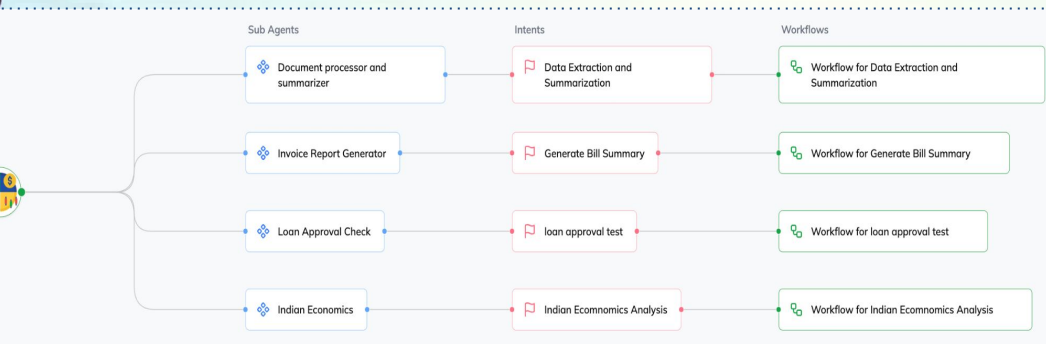 Sub Agents
Intents
Workflows
Document processor and
summarizer
Data Extraction and
Summarization
Workflow for Data Extraction and
Summarization
Invoice Report Generator
Generate Bill Summary
Workflow for Generate Bill Summary
Loan Approval Check
loan approval test
Workflow for loan approval test
Indian Economics
Indian Ecomnomics Analysis
Workflow for Indian Ecomnomics Analysis